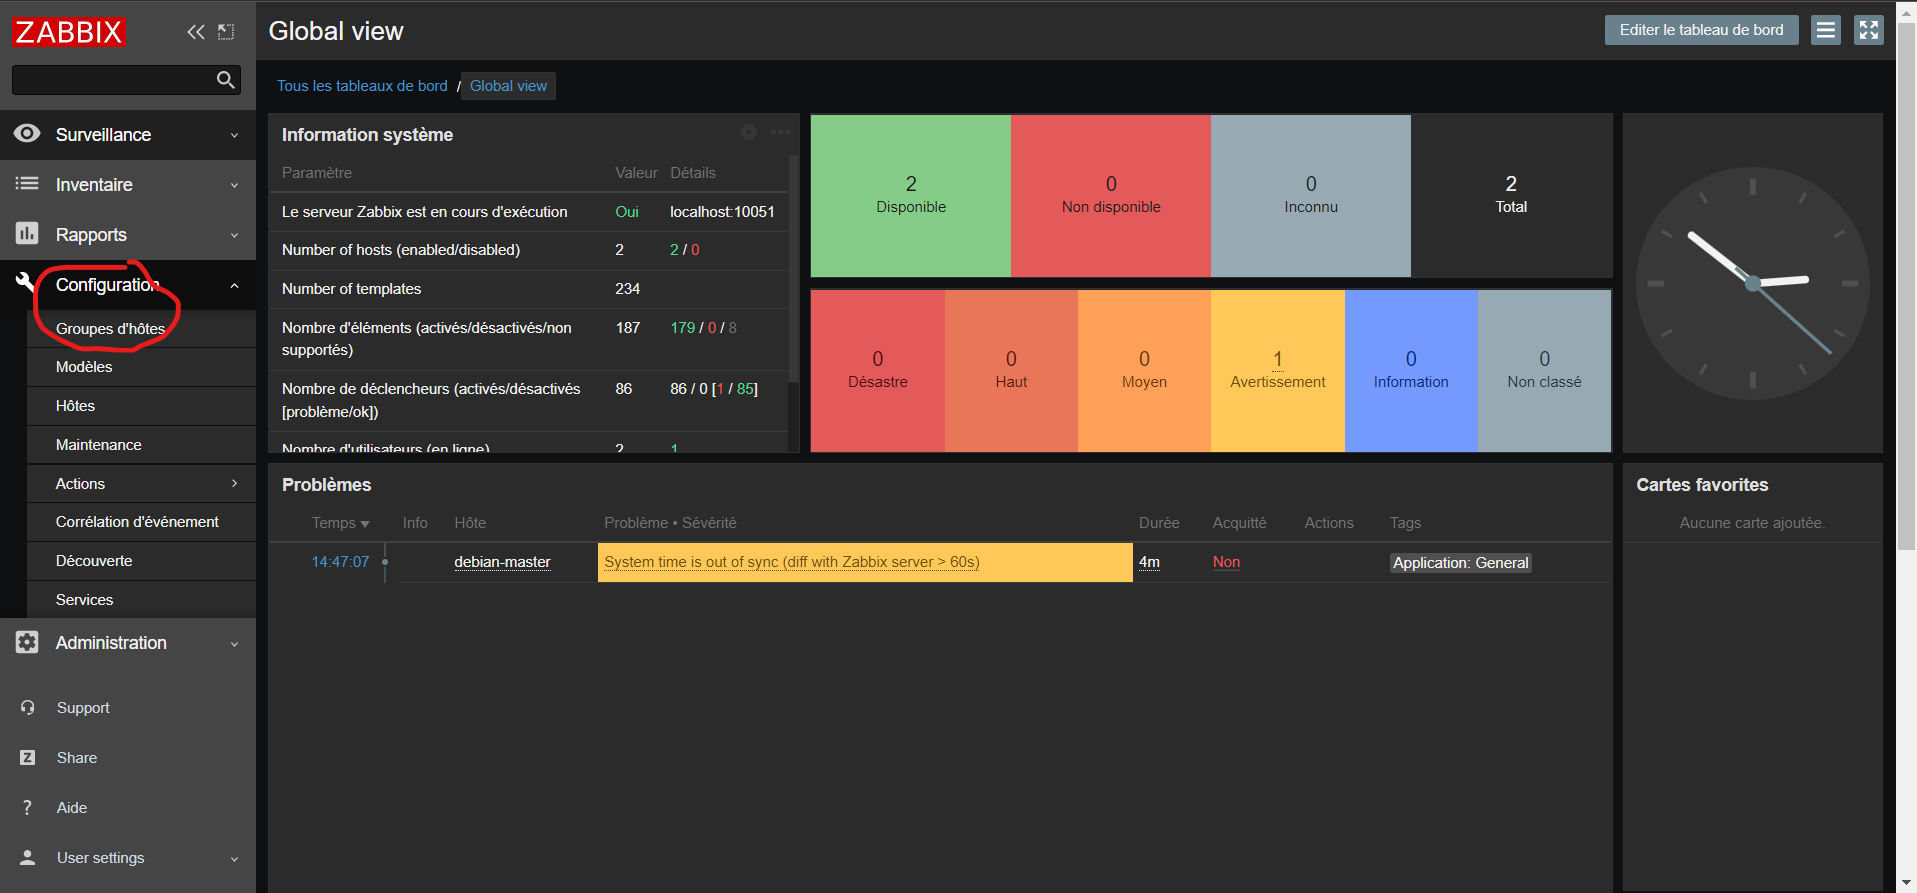 ZABBIX
Global view
Editer le tableau de bord
Tous les tableaux de bord / Global view
Surveillance
Inventaire
Rapports
Configuration
Groupes d'hôtes
Modèles
Hôtes
Maintenance
Actions
Corrélation d'événement
Découverte
Services
Administration
Support
Z Share
? Aide
User settings
Information système
Paramètre Valeur Détails
Le serveur Zabbix est en cours d'exécution Oui localhost:10051
Number of hosts (enabled/disabled) 2 2 / 0
Number of templates 234
Nombre d'éléments (activés/désactivés/non 187 179 / 0 / 8
supportés)
Nombre de déclencheurs (activés/désactivés 86 86 / 0 [1 / 85]
[problème/ok])
Nombre d'utilisateurs (en ligne) 2 1
2 0 0 2
Disponible Non disponible Inconnu Total
0 0 0 1 0 0
Désastre Haut Moyen Avertissement Information Non classé
Problèmes
Temps Info Hôte Problème • Sévérité Durée Acquitté Actions Tags
14:47:07 debian-master System time is out of sync (diff with Zabbix server > 60s) 4m Non Application: General
Cartes favorites
Aucune carte ajoutée.